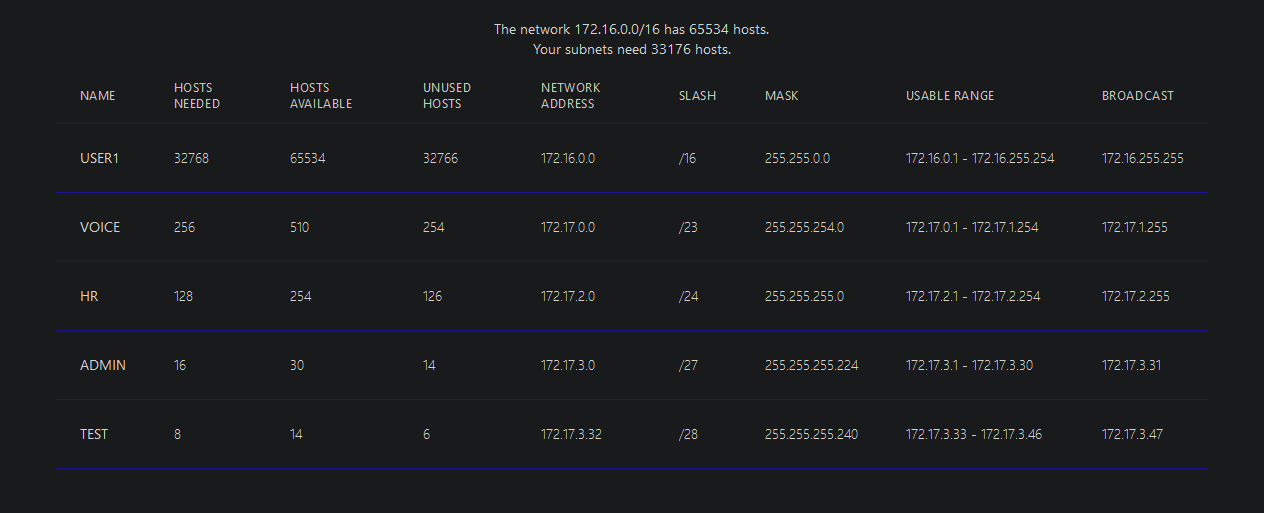 The network 172.16.0.0/16 has 65534 hosts.
Your subnets need 33176 hosts.
NAME HOSTS NEEDED HOSTS AVAILABLE UNUSED HOSTS NETWORK ADDRESS SLASH MASK USABLE RANGE BROADCAST
USER1 32768 65534 32766 172.16.0.0 /16 255.255.0.0 172.16.0.1 - 172.16.255.254 172.16.255.255
VOICE 256 510 254 172.17.0.0 /23 255.255.254.0 172.17.0.1 - 172.17.1.254 172.17.1.255
HR 128 254 126 172.17.2.0 /24 255.255.255.0 172.17.2.1 - 172.17.2.254 172.17.2.255
ADMIN 16 30 14 172.17.3.0 /27 255.255.255.224 172.17.3.1 - 172.17.3.30 172.17.3.31
TEST 8 14 6 172.17.3.32 /28 255.255.255.240 172.17.3.33 - 172.17.3.46 172.17.3.47